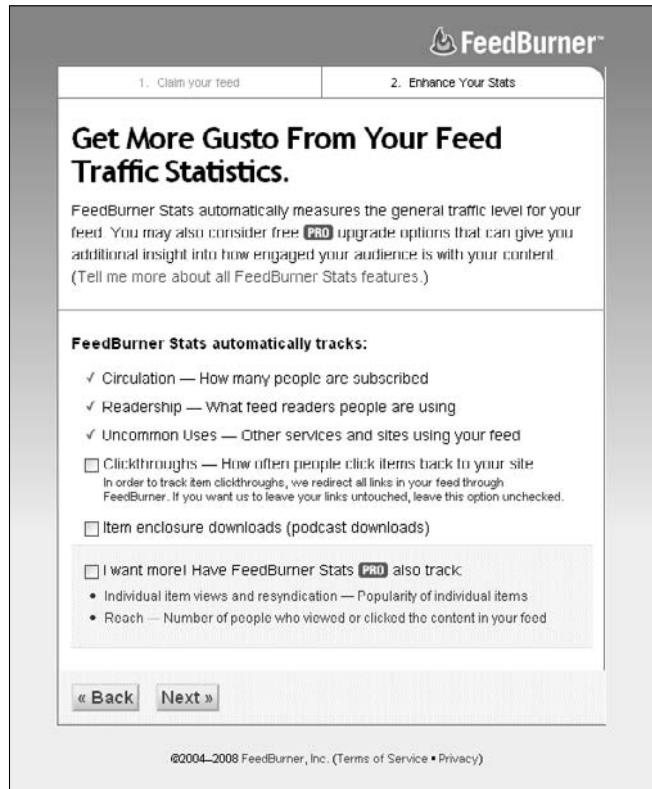 FeedBurner™
1. Claim your feed
2. Enhance Your Stats
Get More Gusto From Your Feed
Traffic Statistics.
FeedBurner Stats automatically measures the general traffic level for your
feed. You may also consider free PRO upgrade options that can give you
additional insight into how engaged your audience is with your content.
(Tell me more about all FeedBurner Stats features.)
FeedBurner Stats automatically tracks:
✓ Circulation — How many people are subscribed
✓ Readership — What feed readers people are using
✓ Uncommon Uses — Other services and sites using your feed
Clickthroughs — How often people click items back to your site
In order to track item clickthroughs, we redirect all links in your feed through
FeedBurner. If you want us to leave your links untouched, leave this option unchecked.
Item enclosure downloads (podcast downloads)
I want more! Have FeedBurner Stats PRO also track:
• Individual item views and resyndication — Popularity of individual items
• Reach — Number of people who viewed or clicked the content in your feed
« Back
Next »
©2004–2008 FeedBurner, Inc. (Terms of Service • Privacy)